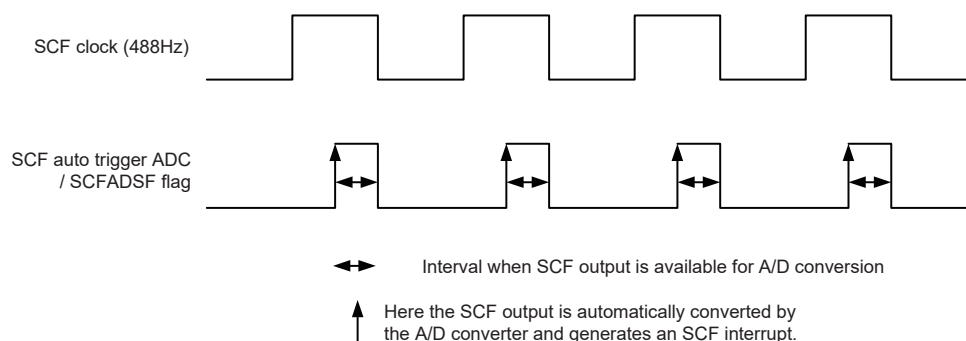 SCF clock (488Hz)
SCF auto trigger ADC
/ SCFADSF flag
Interval when SCF output is available for A/D conversion
Here the SCF output is automatically converted by
the A/D converter and generates an SCF interrupt.